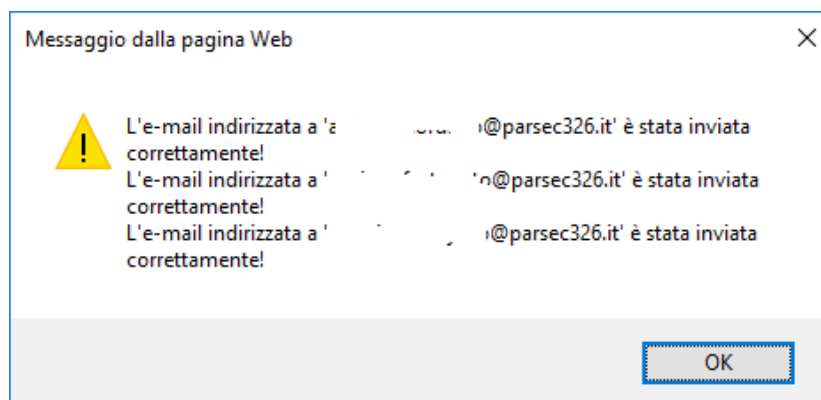 Messaggio dalla pagina Web
L'e-mail indirizzata a 'a @parsec326.it' è stata inviata
correttamente!
L'e-mail indirizzata a ' o@parsec326.it' è stata inviata
correttamente!
L'e-mail indirizzata a ' @parsec326.it' è stata inviata
correttamente!
OK